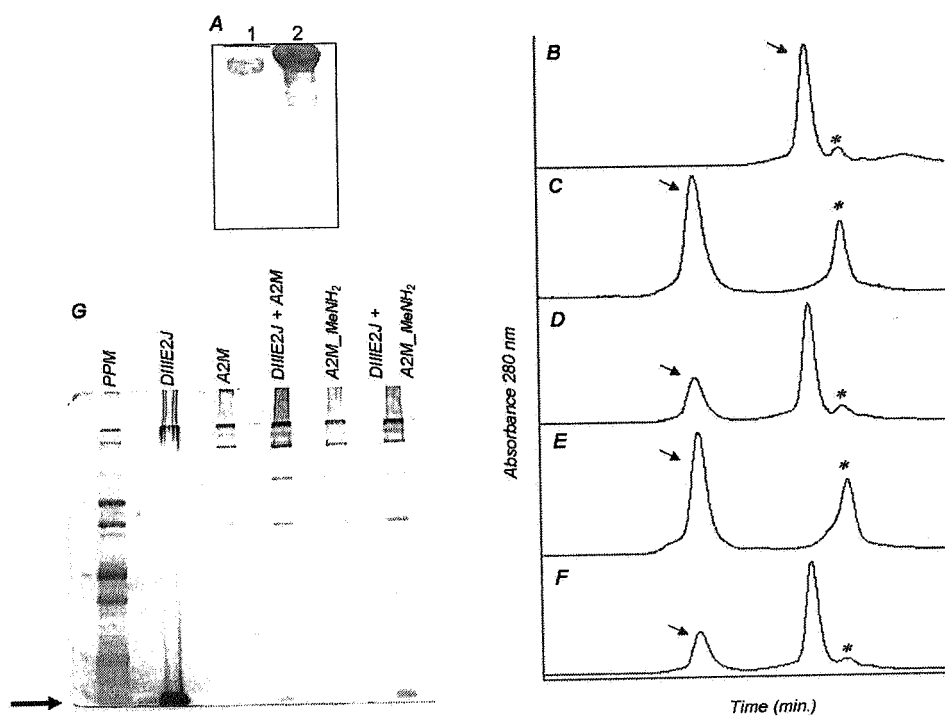 A
1 2
G
PPM
DIIIE2J
A2M
DIIIE2J + A2M
A2M_MeNH₂
DIIIE2J +
A2M_MeNH₂
Absorbance 280 nm
B
*
C
*
D
*
E
*
F
*
Time (min.)